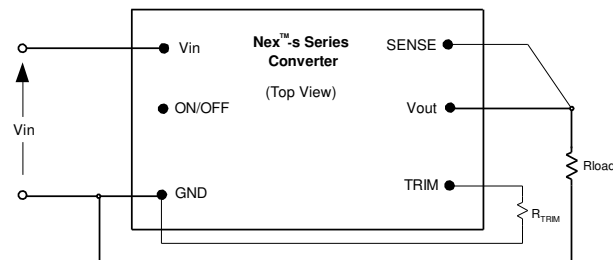 Nex™-s Series
Converter
(Top View)
Vin
SENSE
ON/OFF
Vout
Vin
GND
TRIM
Rload
RTRIM